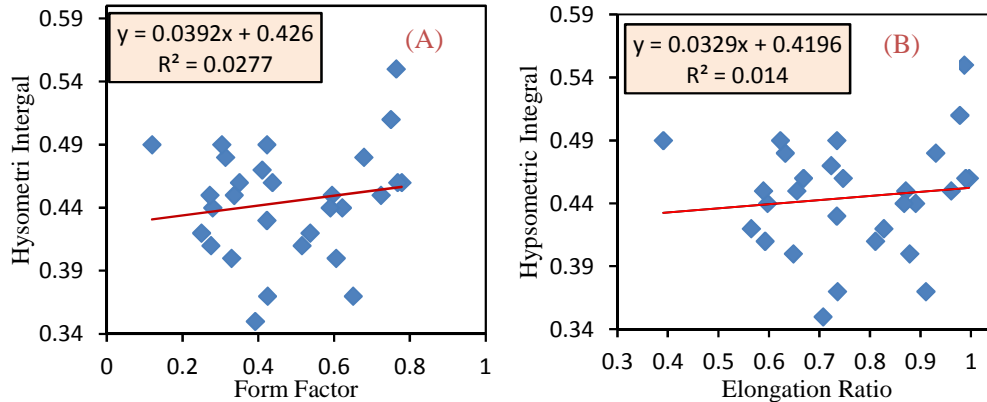 0.59
0.54
0.49
0.44
0.39
0.34
Hysometri Intergal
y = 0.0392x + 0.426
R² = 0.0277
(A)
0 0.2 0.4 0.6 0.8 1
Form Factor
0.59
0.54
0.49
0.44
0.39
0.34
Hypsometric Integral
y = 0.0329x + 0.4196
R² = 0.014
(B)
0.3 0.4 0.5 0.6 0.7 0.8 0.9 1
Elongation Ratio